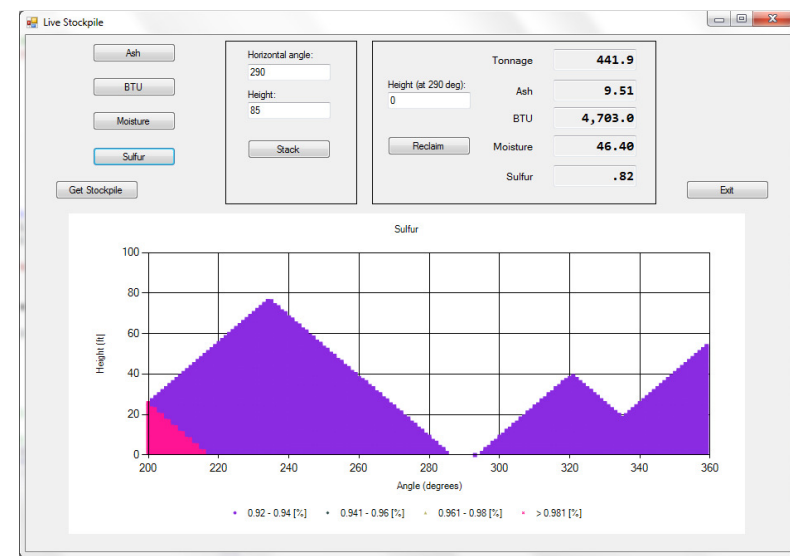 Live Stockpile
Ash
BTU
Moisture
Sulfur
Get Stockpile
Horizontal angle:
290
Height:
85
Stack
Height (at 290 deg):
0
Reclaim
Tonnage 441.9
Ash 9.51
BTU 4,703.0
Moisture 46.40
Sulfur .82
Exit
Sulfur
100
80
60
40
20
0
Height [ft]
200 220 240 260 280 300 320 340 360
Angle (degrees)
0.92 - 0.94 [%] 0.941 - 0.96 [%] 0.961 - 0.98 [%] > 0.981 [%]